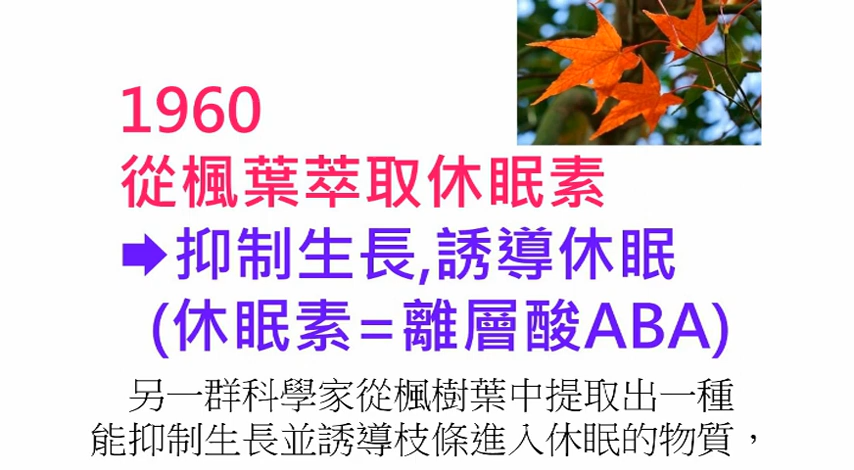 1960
從楓葉萃取休眠素
➡抑制生長,誘導休眠
(休眠素=離層酸ABA)
另一群科學家從楓樹葉中提取出一種
能抑制生長並誘導枝條進入休眠的物質，